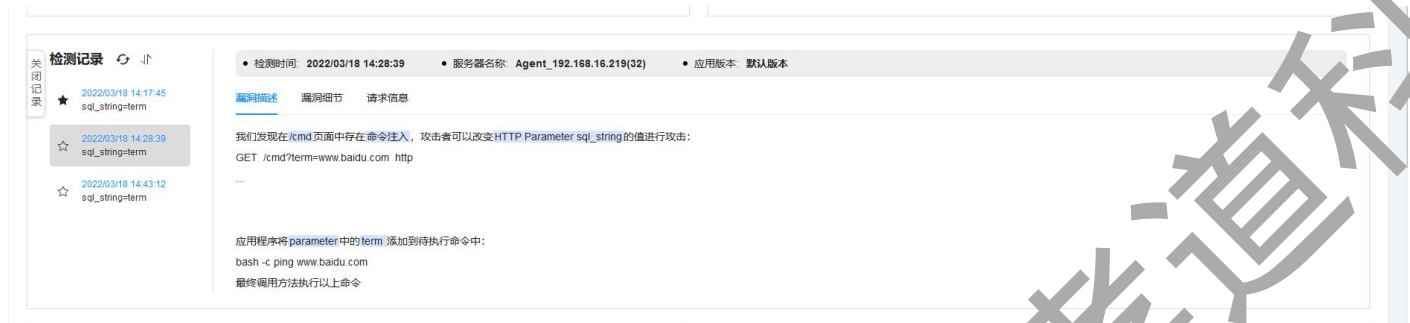 关闭记录
检测记录
2022/03/18 14:17:45
sql_string=term
2022/03/18 14:28:39
sql_string=term
2022/03/18 14:43:12
sql_string=term
• 检测时间: 2022/03/18 14:28:39 • 服务器名称: Agent_192.168.16.219(32) • 应用版本: 默认版本
漏洞描述 漏洞细节 请求信息
我们发现在/cmd页面中存在命令注入，攻击者可以改变HTTP Parameter sql_string的值进行攻击：
GET /cmd?term=www.baidu.com http
...
应用程序将parameter中的term 添加到待执行命令中：
bash -c ping www.baidu.com
最终调用方法执行以上命令
道